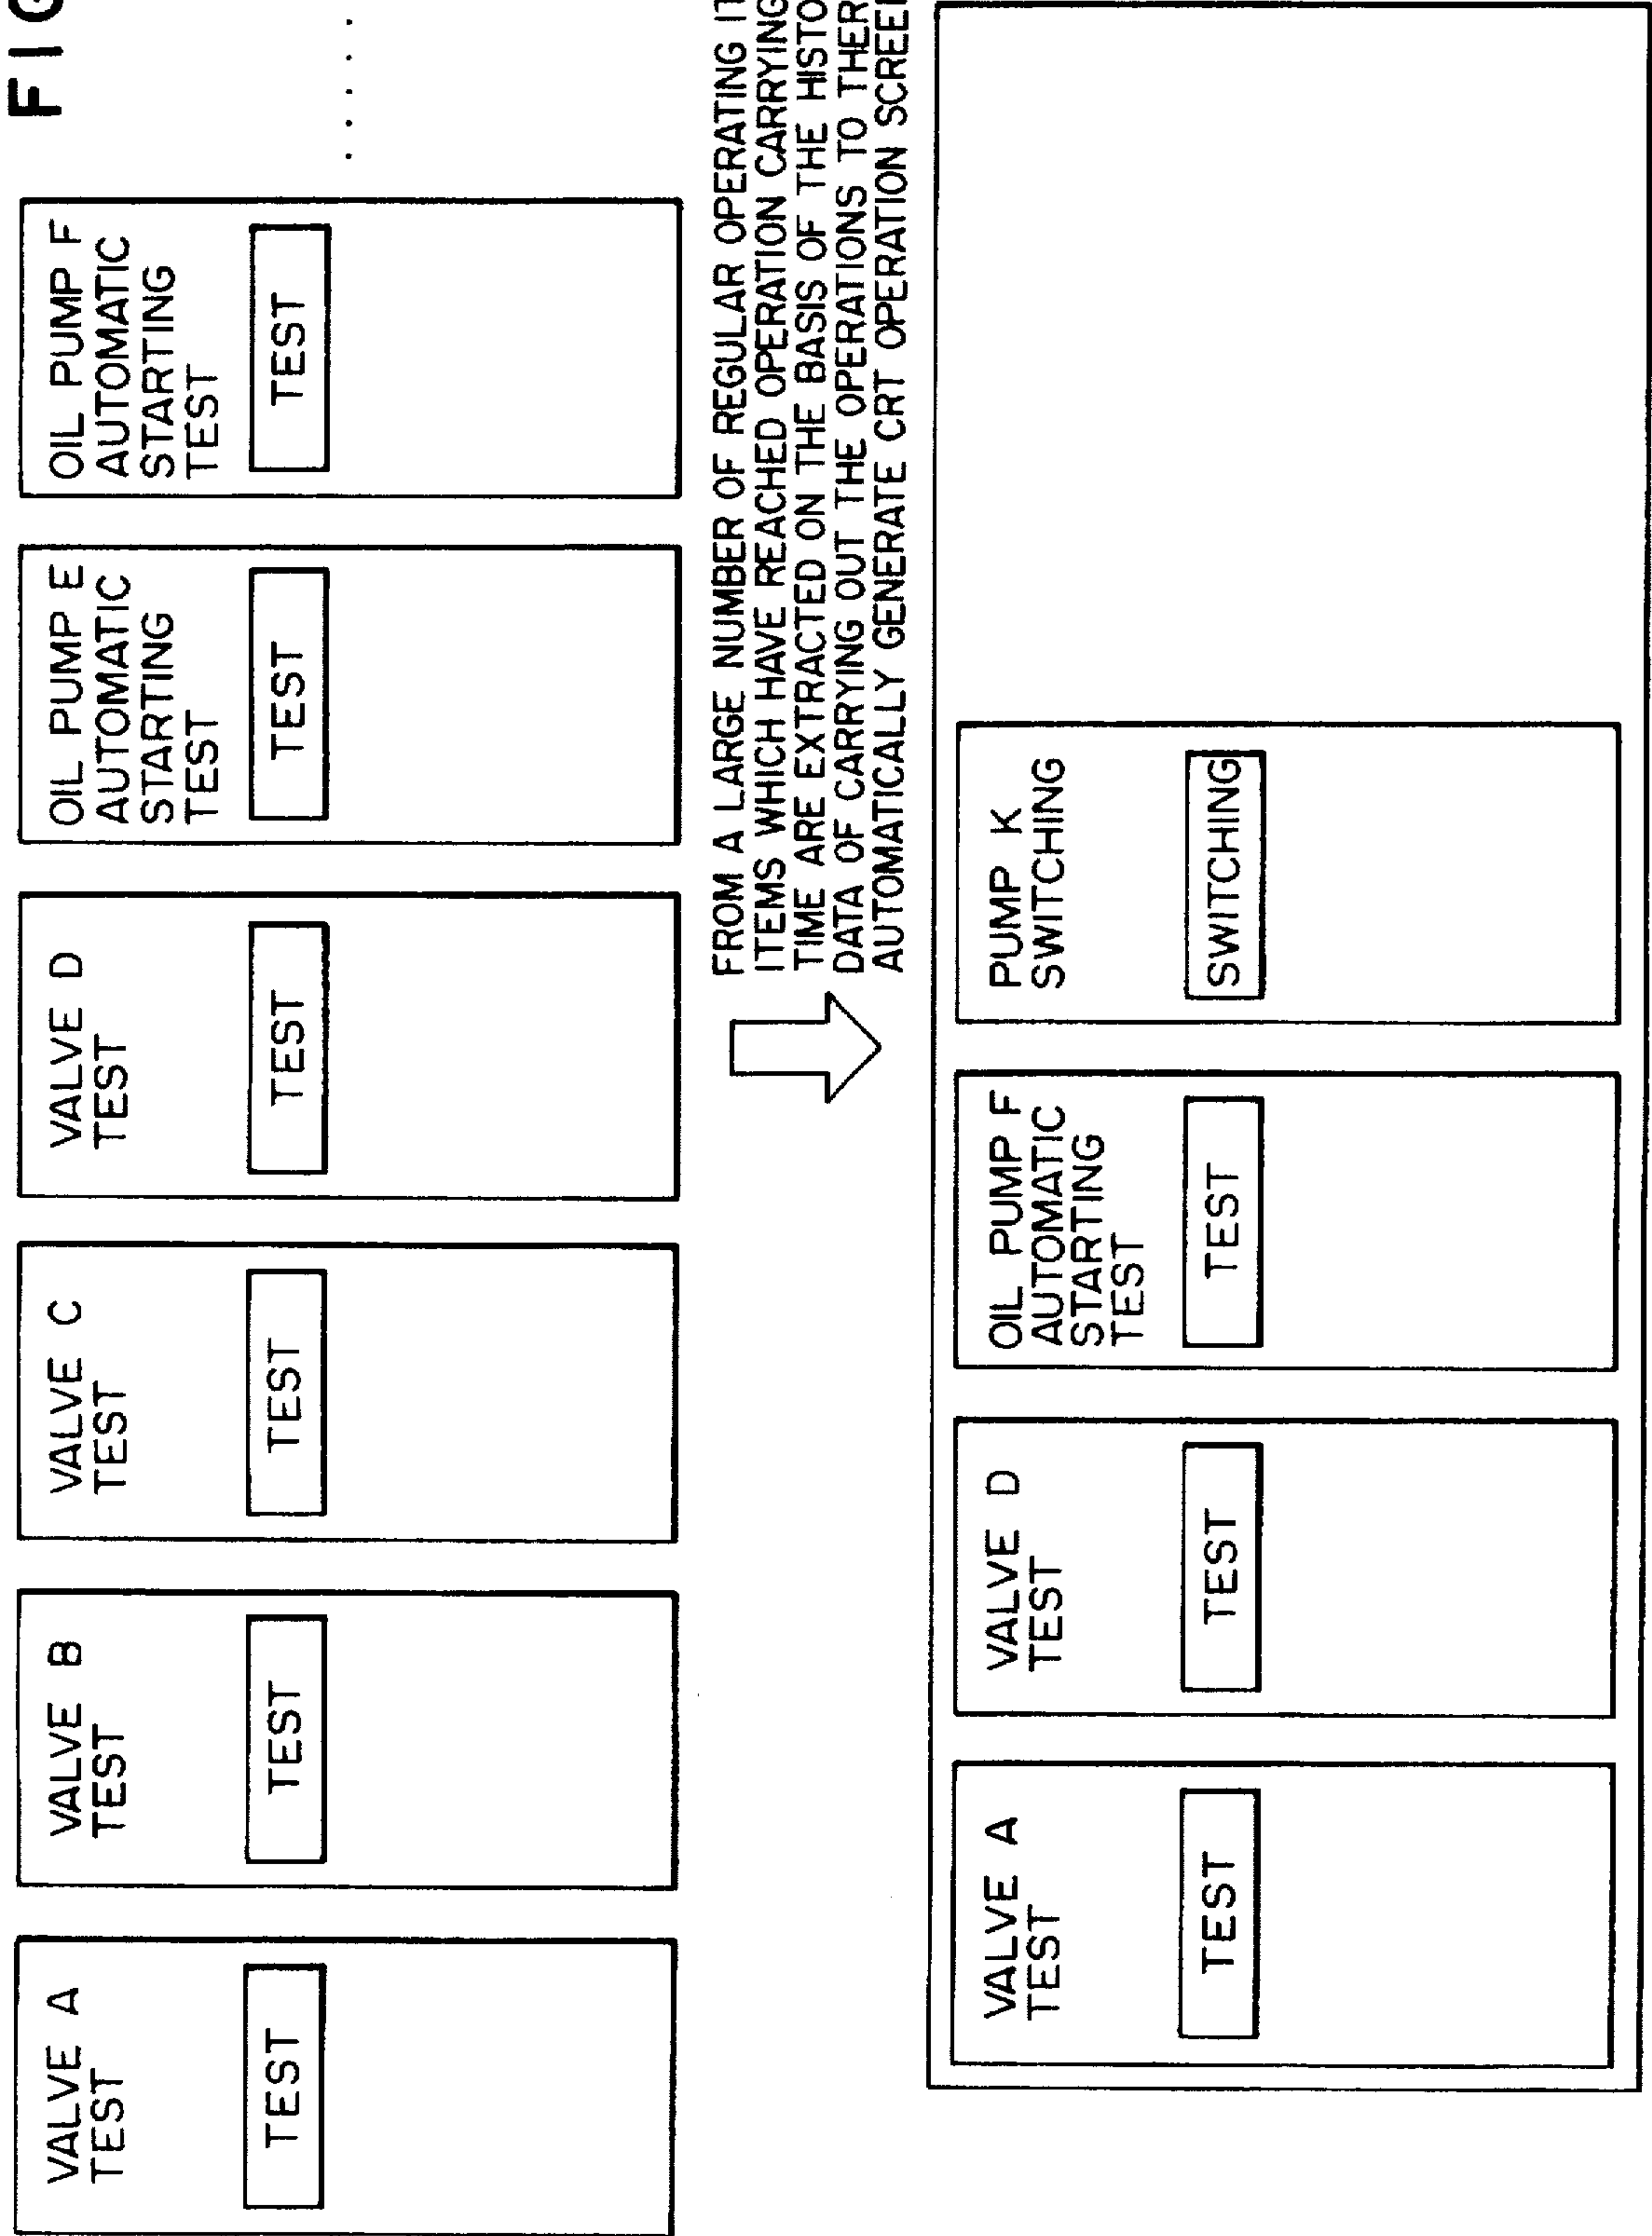 FIG
VALVE A
TEST
TEST
VALVE B
TEST
TEST
VALVE C
TEST
TEST
VALVE D
TEST
TEST
OIL PUMP E
AUTOMATIC
STARTING
TEST
TEST
OIL PUMP F
AUTOMATIC
STARTING
TEST
TEST
. . . . .
FROM A LARGE NUMBER OF REGULAR OPERATING
ITEMS WHICH HAVE REACHED OPERATION CARRYING
TIME ARE EXTRACTED ON THE BASIS OF THE
DATA OF CARRYING OUT THE OPERATIONS TO
AUTOMATICALLY GENERATE CRT OPERATION
VALVE A
TEST
TEST
VALVE D
TEST
TEST
OIL PUMP F
AUTOMATIC
STARTING
TEST
TEST
PUMP K
SWITCHING
SWITCHING